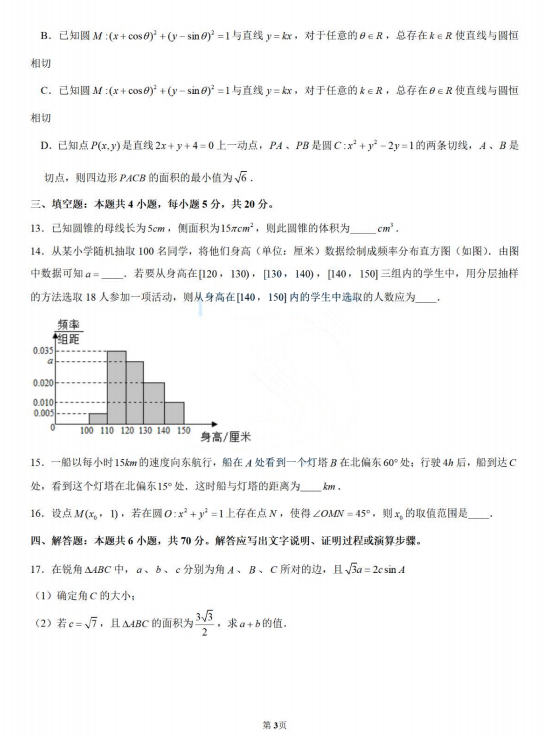 B．已知圆 M :(x + cosθ)² + (y − sinθ)² = 1 与直线 y = kx ，对于任意的 θ ∈ R ，总存在 k ∈ R 使直线与圆恒
相切
C．已知圆 M :(x + cosθ)² + (y − sinθ)² = 1 与直线 y = kx ，对于任意的 k ∈ R ，总存在 θ ∈ R 使直线与圆恒
相切
D．已知点 P(x, y) 是直线 2x + y + 4 = 0 上一动点，PA 、PB 是圆 C : x² + y² − 2y = 1 的两条切线，A 、B 是
切点，则四边形 PACB 的面积的最小值为 √6 ．
三、填空题：本题共 4 小题，每小题 5 分，共 20 分。
13．已知圆锥的母线长为 5cm ，侧面积为 15πcm² ，则此圆锥的体积为____ cm³ ．
14．从某小学随机抽取 100 名同学，将他们身高（单位：厘米）数据绘制成频率分布直方图（如图）．由图
中数据可知 a = ____．若要从身高在[120，130)，[130，140)，[140，150] 三组内的学生中，用分层抽样
的方法选取 18 人参加一项活动，则从身高在[140，150] 内的学生中选取的人数应为____．
频率
组距
0.035
a
0.020
0.010
0.005
0 100 110 120 130 140 150 身高/厘米
15．一船以每小时 15km 的速度向东航行，船在 A 处看到一个灯塔 B 在北偏东 60° 处；行驶 4h 后，船到达 C
处，看到这个灯塔在北偏东 15° 处．这时船与灯塔的距离为____ km ．
16．设点 M(x₀，1)，若在圆 O : x² + y² = 1 上存在点 N ，使得 ∠OMN = 45° ，则 x₀ 的取值范围是____．
四、解答题：本题共 6 小题，共 70 分。解答应写出文字说明、证明过程或演算步骤。
17．在锐角 △ABC 中，a 、b 、c 分别为角 A 、B 、C 所对的边，且 √3a = 2c sin A
（1）确定角 C 的大小；
（2）若 c = √7 ，且 △ABC 的面积为 3√3/2 ，求 a + b 的值．
第 3页